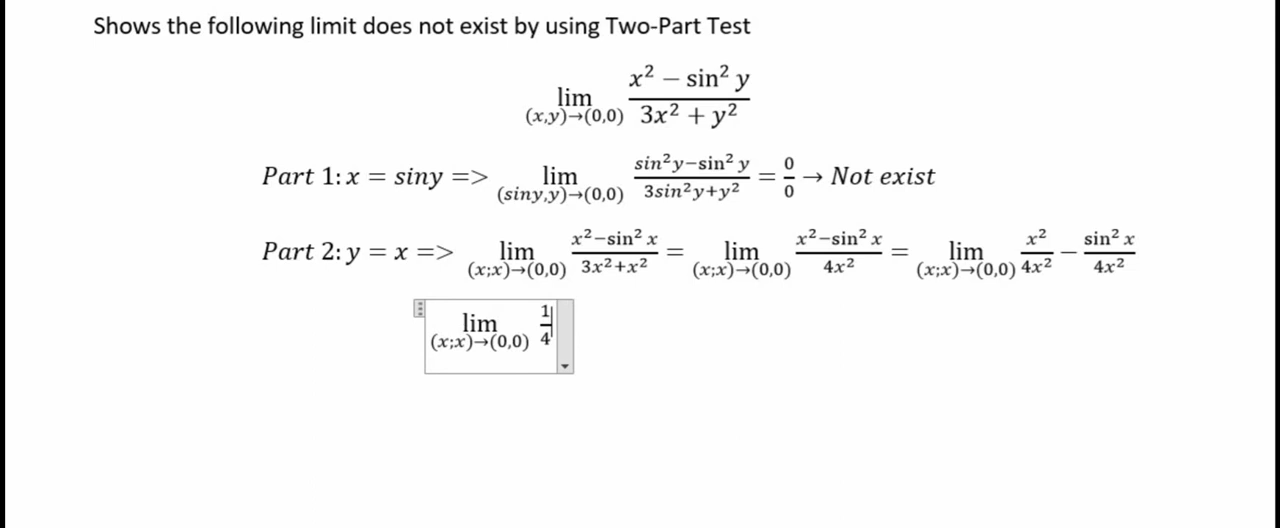 Shows the following limit does not exist by using Two-Part Test
lim (x,y)→(0,0) x² − sin² y / 3x² + y²
Part 1: x = siny => lim (siny,y)→(0,0) sin²y−sin² y / 3sin²y+y² = 0/0 → Not exist
Part 2: y = x => lim (x;x)→(0,0) x²−sin² x / 3x²+x² = lim (x;x)→(0,0) x²−sin² x / 4x² = lim (x;x)→(0,0) x²/4x² − sin² x/4x²
lim (x;x)→(0,0) 1/4